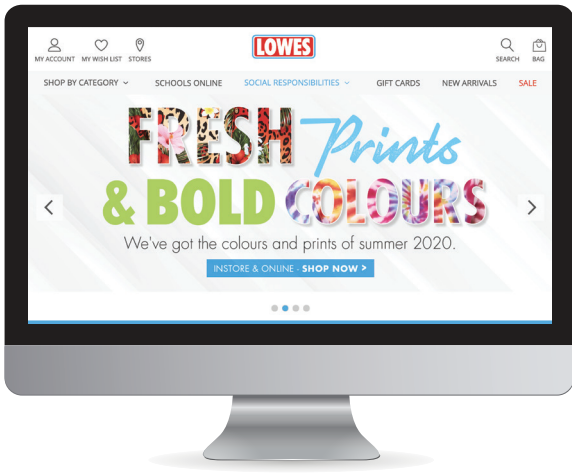 LOWES
MY ACCOUNT MY WISH LIST STORES SEARCH BAG
SHOP BY CATEGORY SCHOOLS ONLINE SOCIAL RESPONSIBILITIES GIFT CARDS NEW ARRIVALS SALE
FRESH Prints
& BOLD COLOURS
We've got the colours and prints of summer 2020.
INSTORE & ONLINE - SHOP NOW >